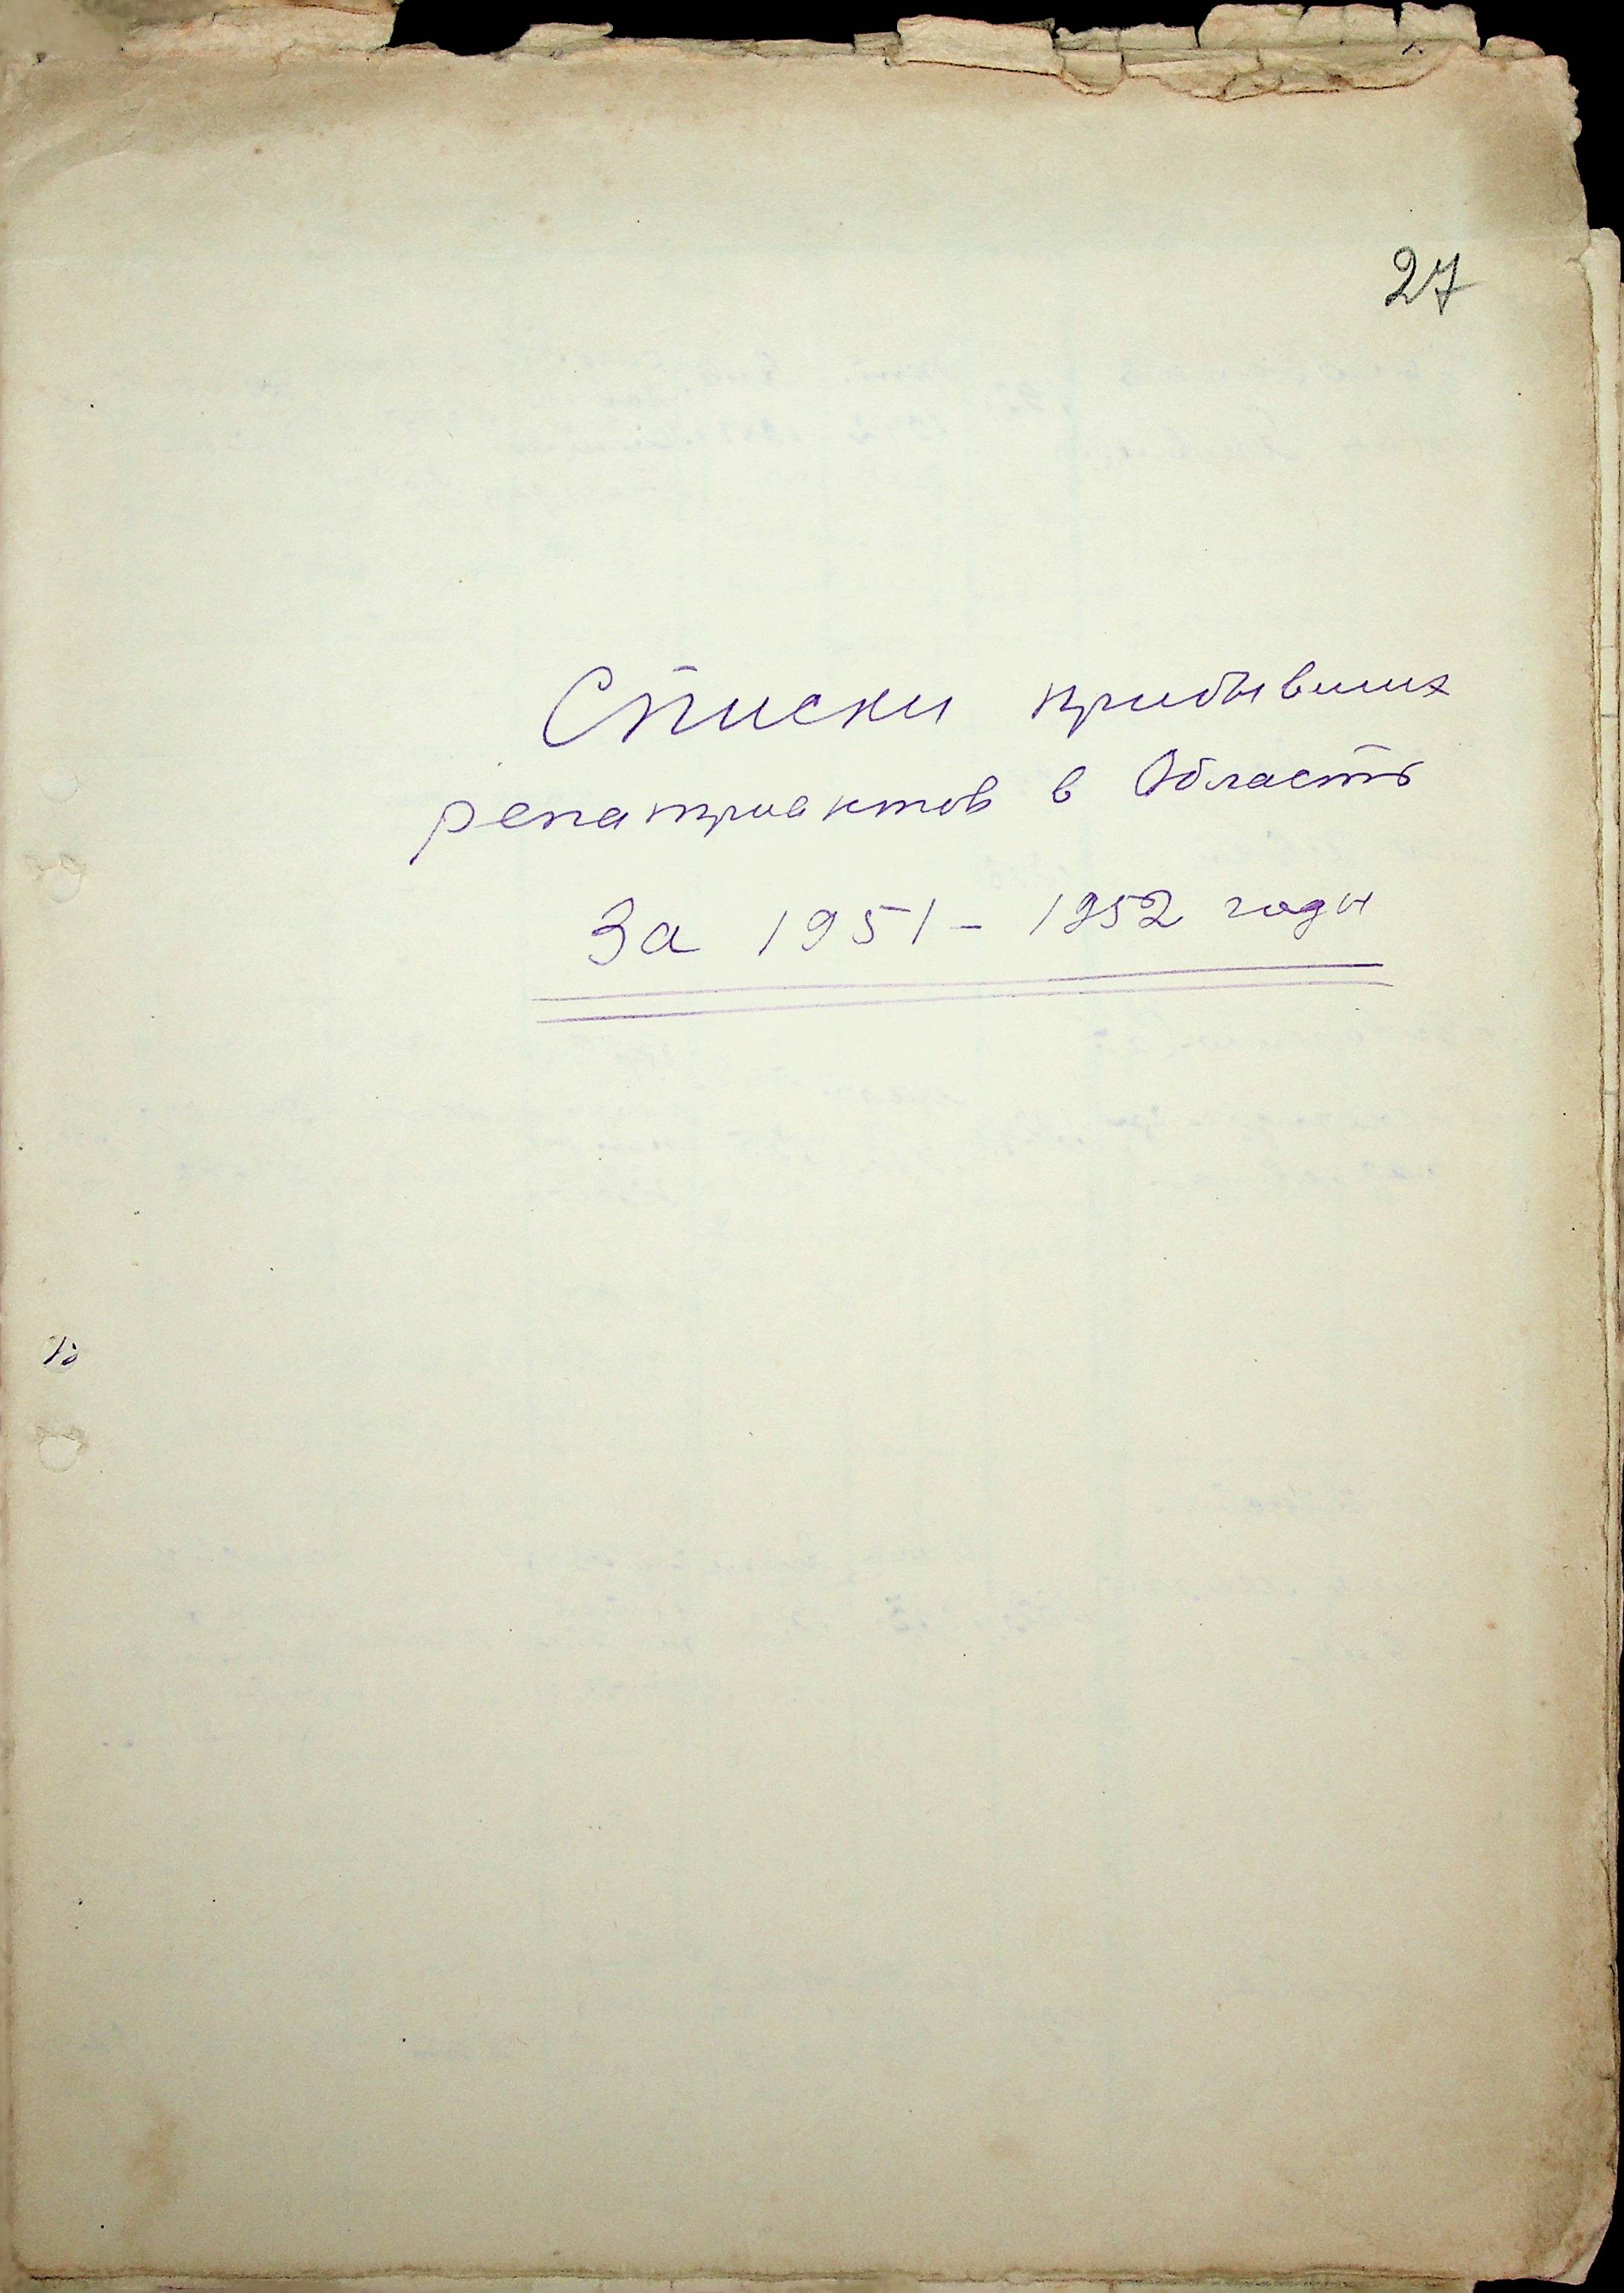 27
Списки прибывших
репатриантов в Область
За 1951 - 1952 годы